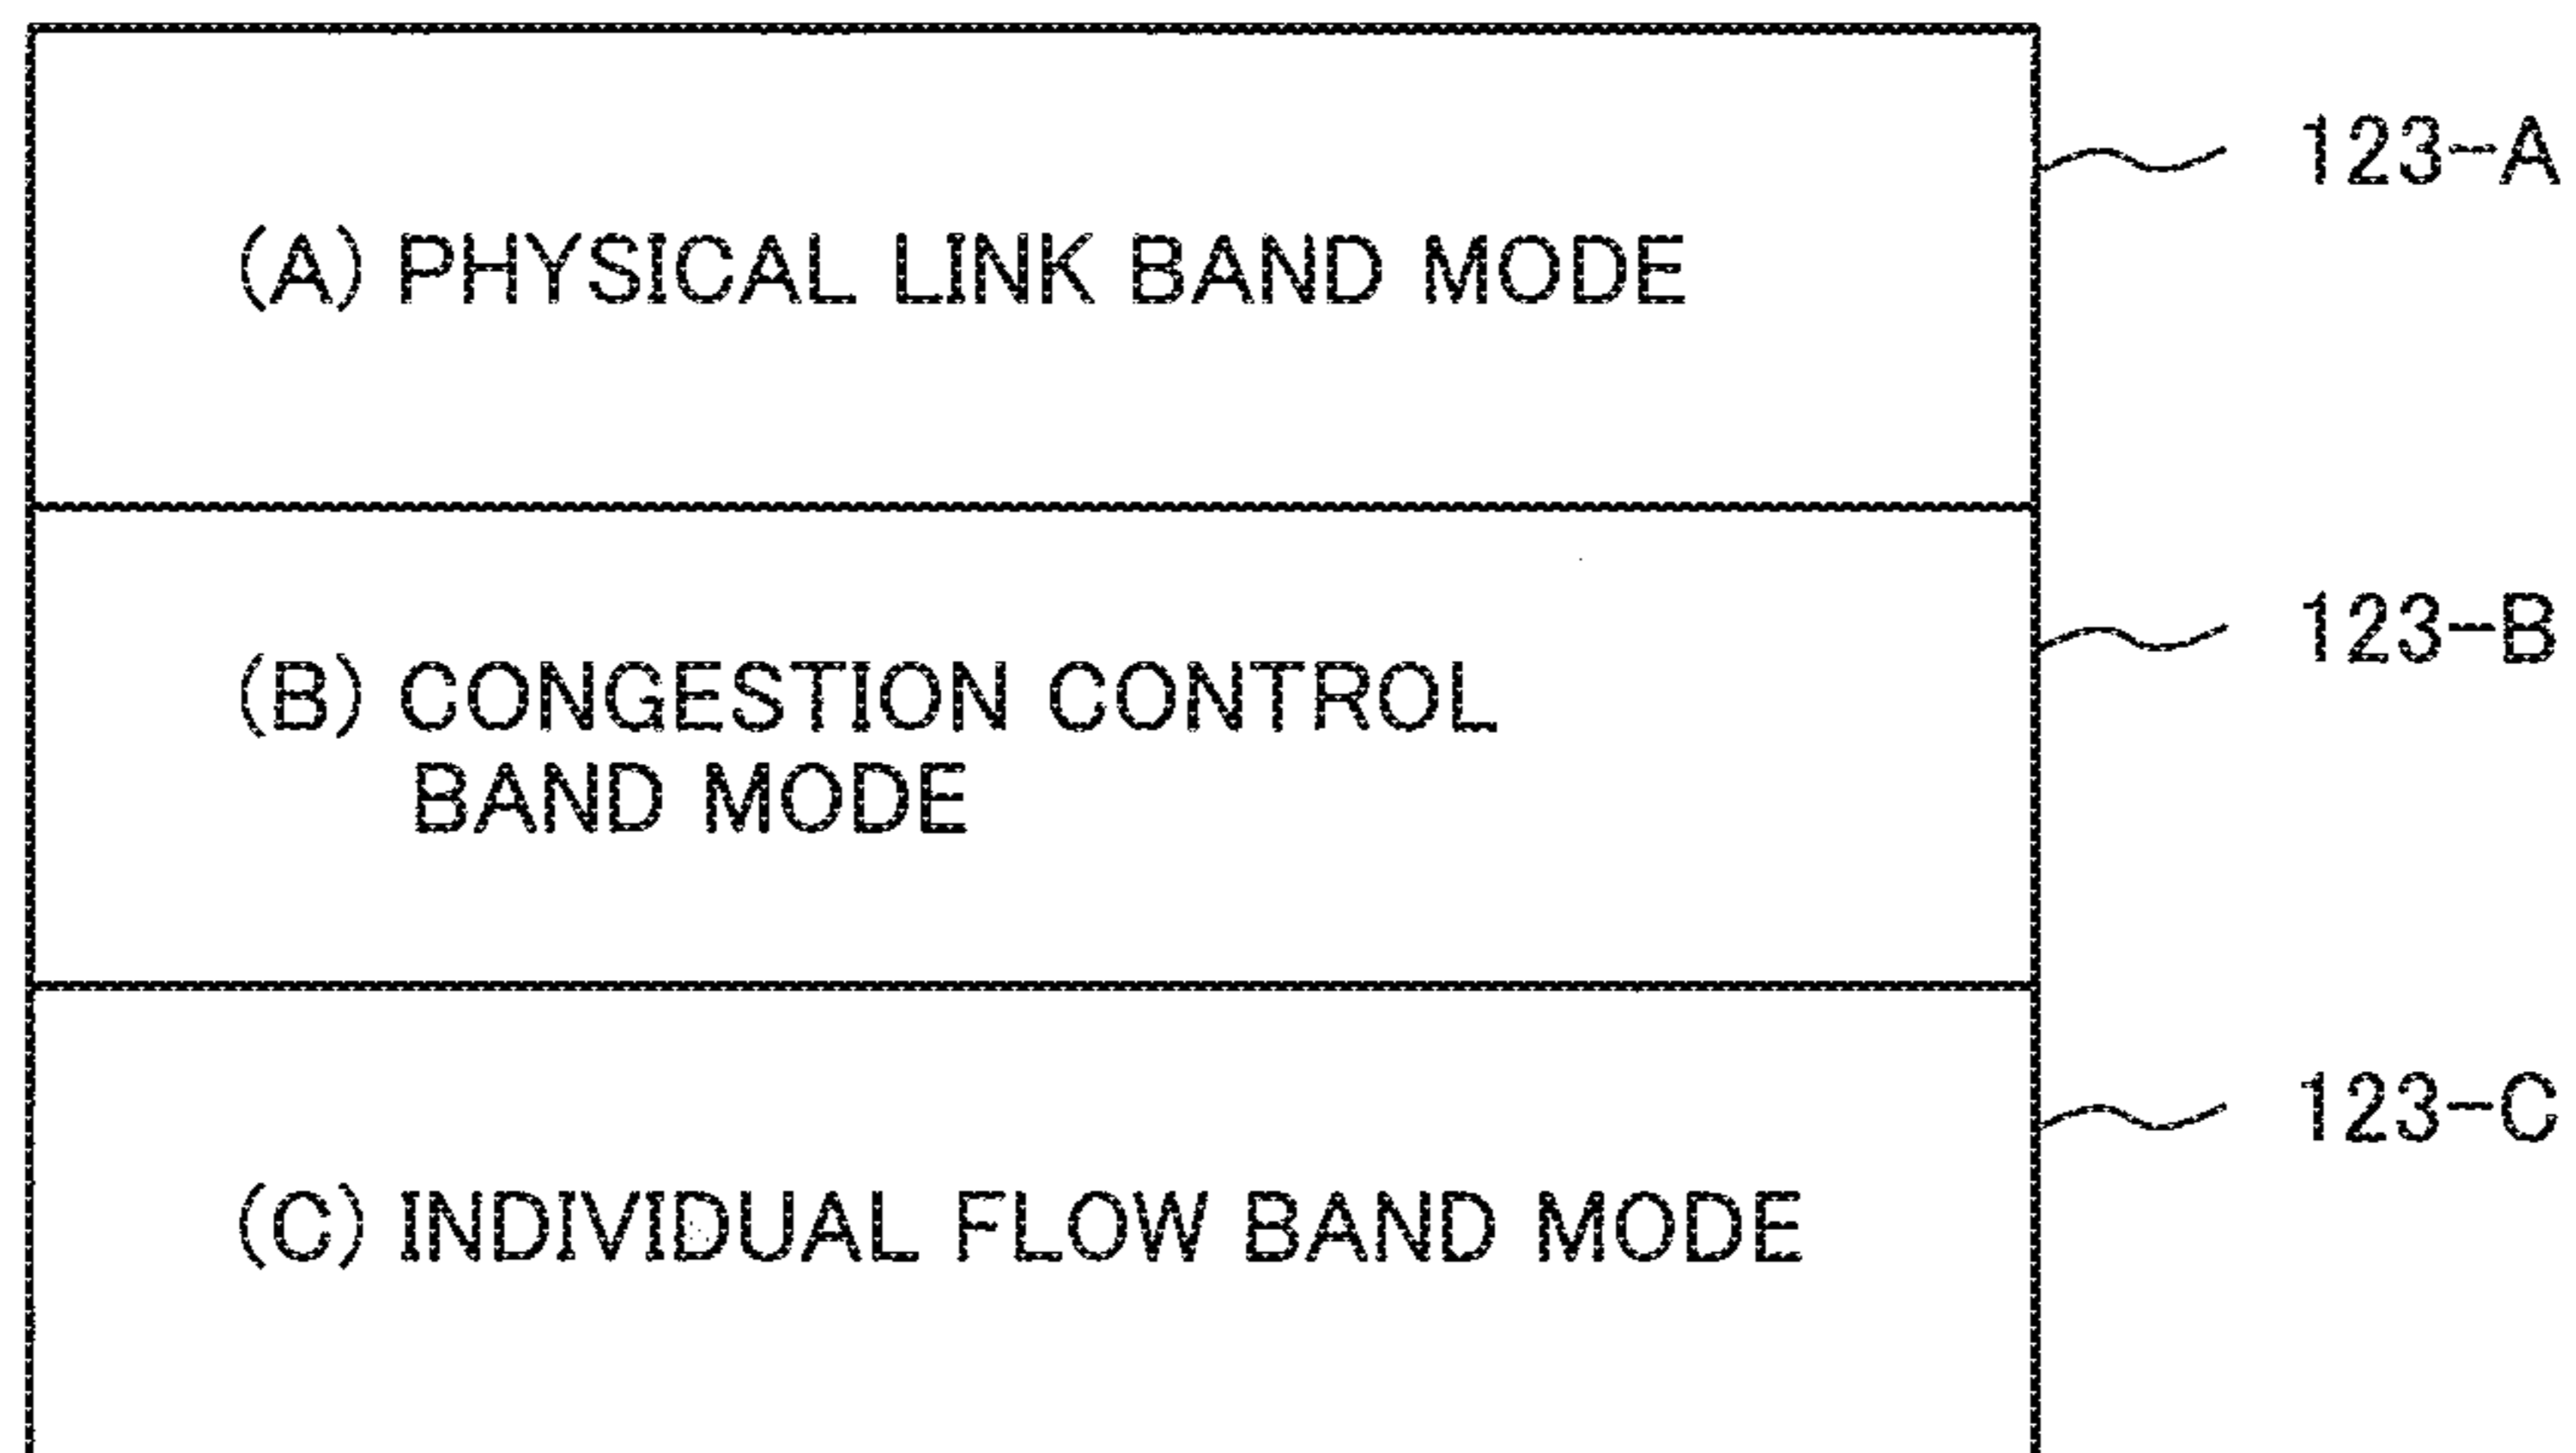 123-A
(A) PHYSICAL LINK BAND MODE
123-B
(B) CONGESTION CONTROL
BAND MODE
123-C
(C) INDIVIDUAL FLOW BAND MODE